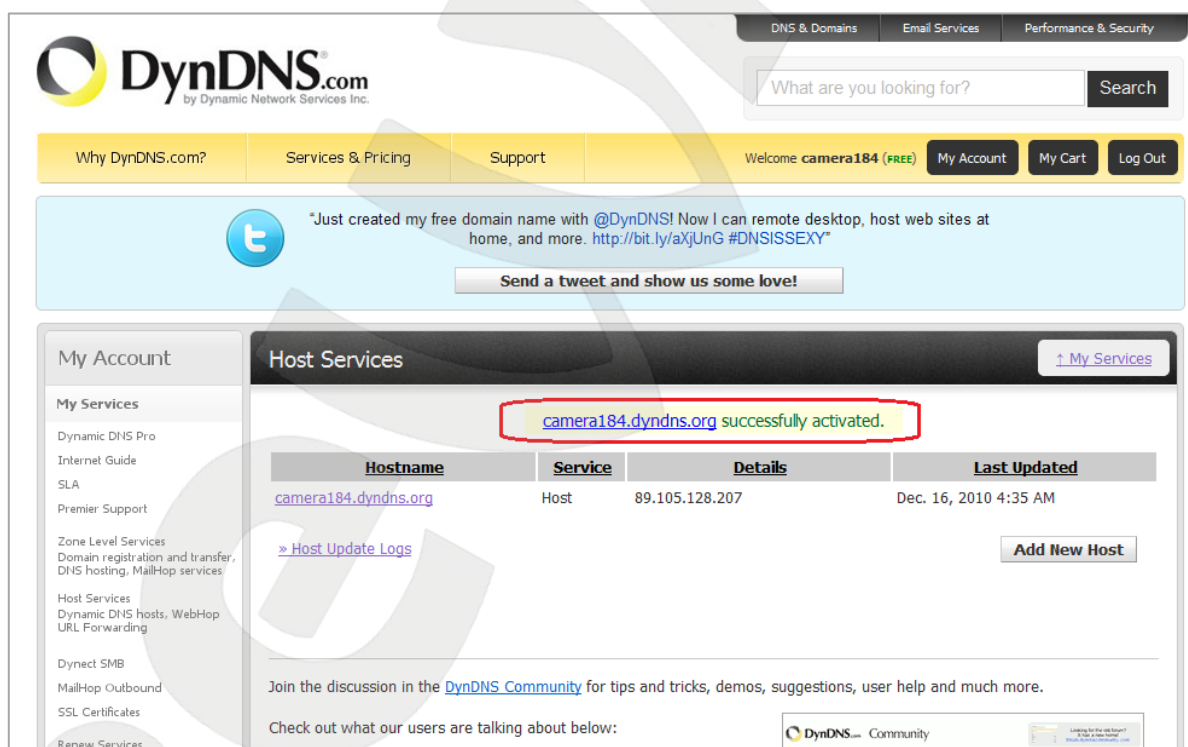 DNS & Domains Email Services Performance & Security
DynDNS.com
by Dynamic Network Services Inc.
What are you looking for? Search
Why DynDNS.com? Services & Pricing Support Welcome camera184 (FREE) My Account My Cart Log Out
“Just created my free domain name with @DynDNS! Now I can remote desktop, host web sites at
home, and more. http://bit.ly/aXjUnG #DNSISSEXY”
Send a tweet and show us some love!
My Account
My Services
Dynamic DNS Pro
Internet Guide
SLA
Premier Support
Zone Level Services
Domain registration and transfer,
DNS hosting, MailHop services
Host Services
Dynamic DNS hosts, WebHop
URL Forwarding
Dynect SMB
MailHop Outbound
SSL Certificates
Renew Services
Host Services ↑ My Services
camera184.dyndns.org successfully activated.
Hostname Service Details Last Updated
camera184.dyndns.org Host 89.105.128.207 Dec. 16, 2010 4:35 AM
» Host Update Logs Add New Host
Join the discussion in the DynDNS Community for tips and tricks, demos, suggestions, user help and much more.
Check out what our users are talking about below:
DynDNS.com Community